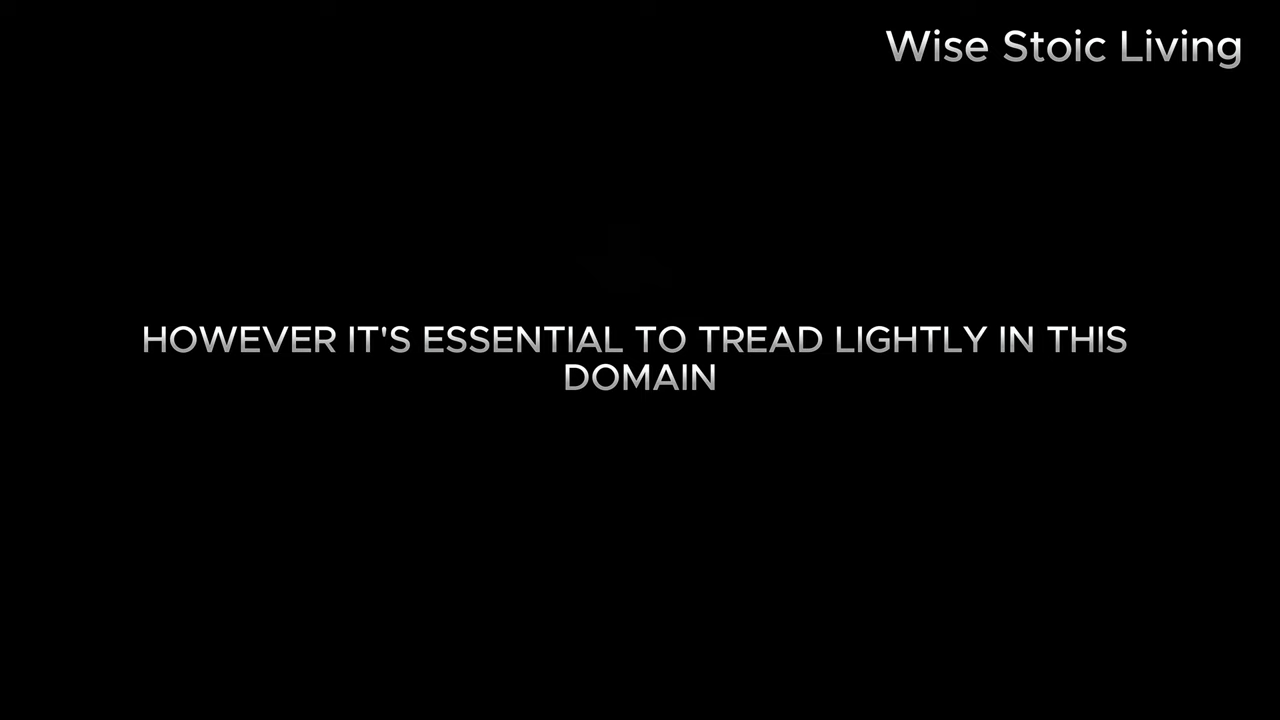 Wise Stoic Living
HOWEVER IT'S ESSENTIAL TO TREAD LIGHTLY IN THIS
DOMAIN